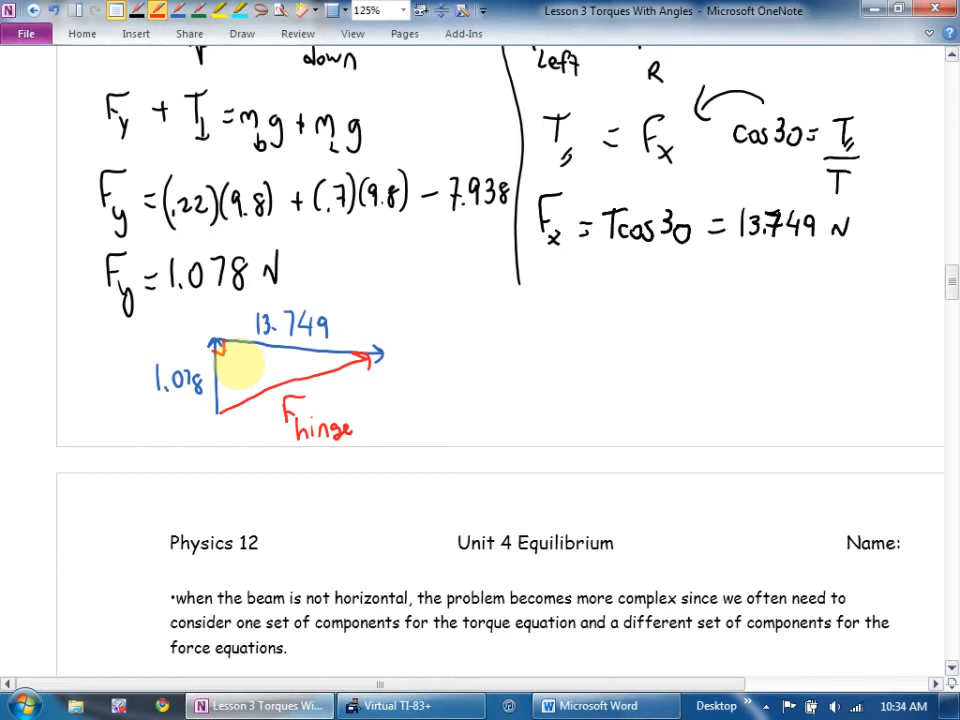 125%
Lesson 3 Torques With Angles - Microsoft OneNote
File Home Insert Share Draw Review Pages Add-Ins
down
Left
R
Fy + T⊥ = mbg + mLg
Fy = (.22)(9.8) + (.7)(9.8) - 7.938
Fy = 1.078 N
T// = Fx
cos30 = T// / T
Fx = Tcos30 = 13.749 N
13.749
1.078
Fhinge
Physics 12 Unit 4 Equilibrium Name:
•when the beam is not horizontal, the problem becomes more complex since we often need to
consider one set of components for the torque equation and a different set of components for the
force equations.
Lesson 3 Torques Wi... Virtual TI-83+ Microsoft Word Desktop 10:34 AM